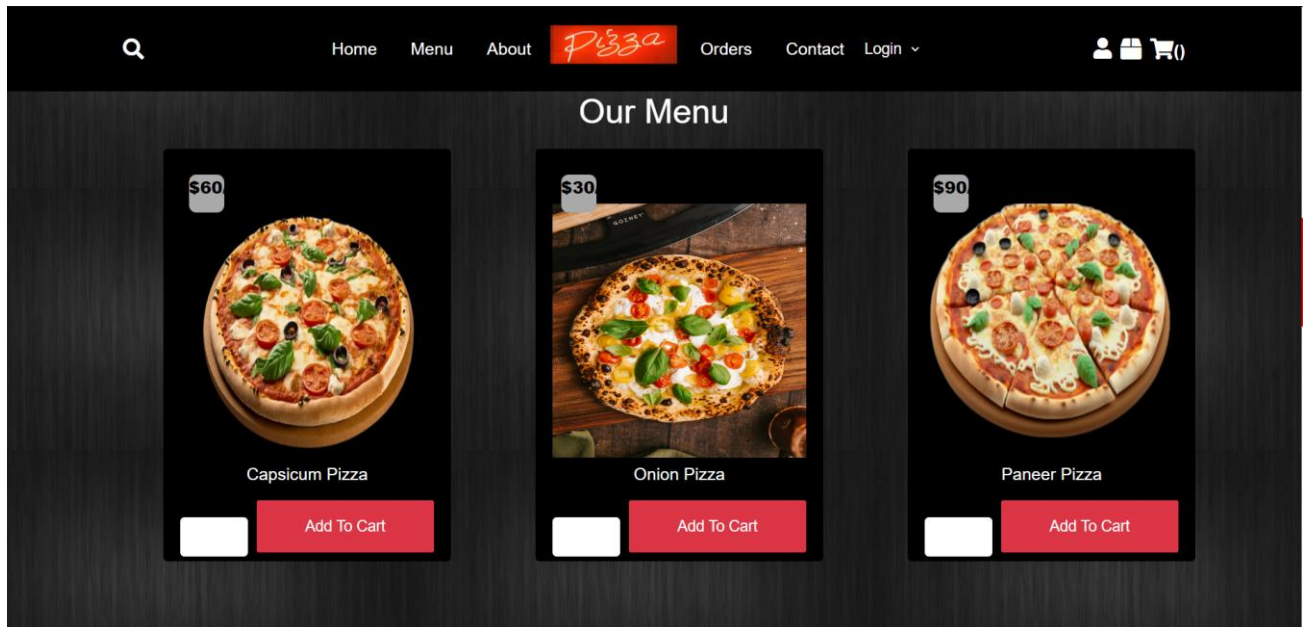 Home Menu About Pizza Orders Contact Login ()
Our Menu
$60 $30 $90
GOZNEY
Capsicum Pizza Onion Pizza Paneer Pizza
Add To Cart Add To Cart Add To Cart